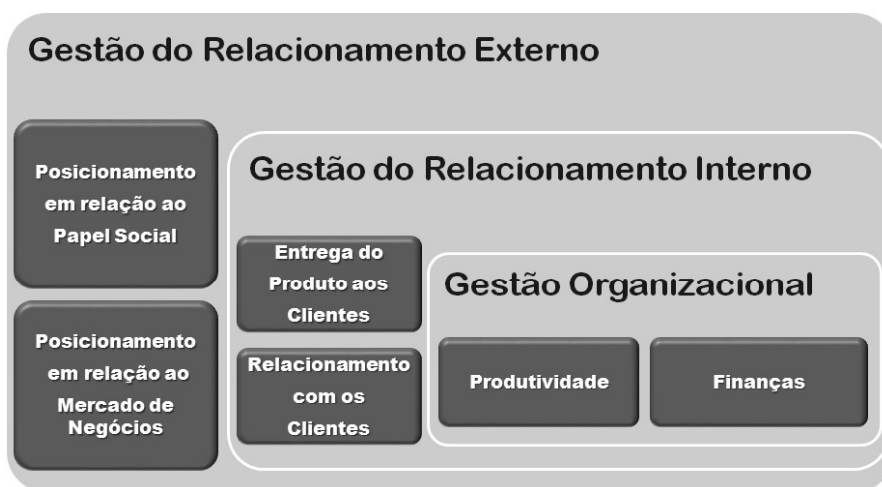 Gestão do Relacionamento Externo
Posicionamento
em relação ao
Papel Social
Posicionamento
em relação ao
Mercado de
Negócios
Gestão do Relacionamento Interno
Entrega do
Produto aos
Clientes
Relacionamento
com os
Clientes
Gestão Organizacional
Produtividade
Finanças